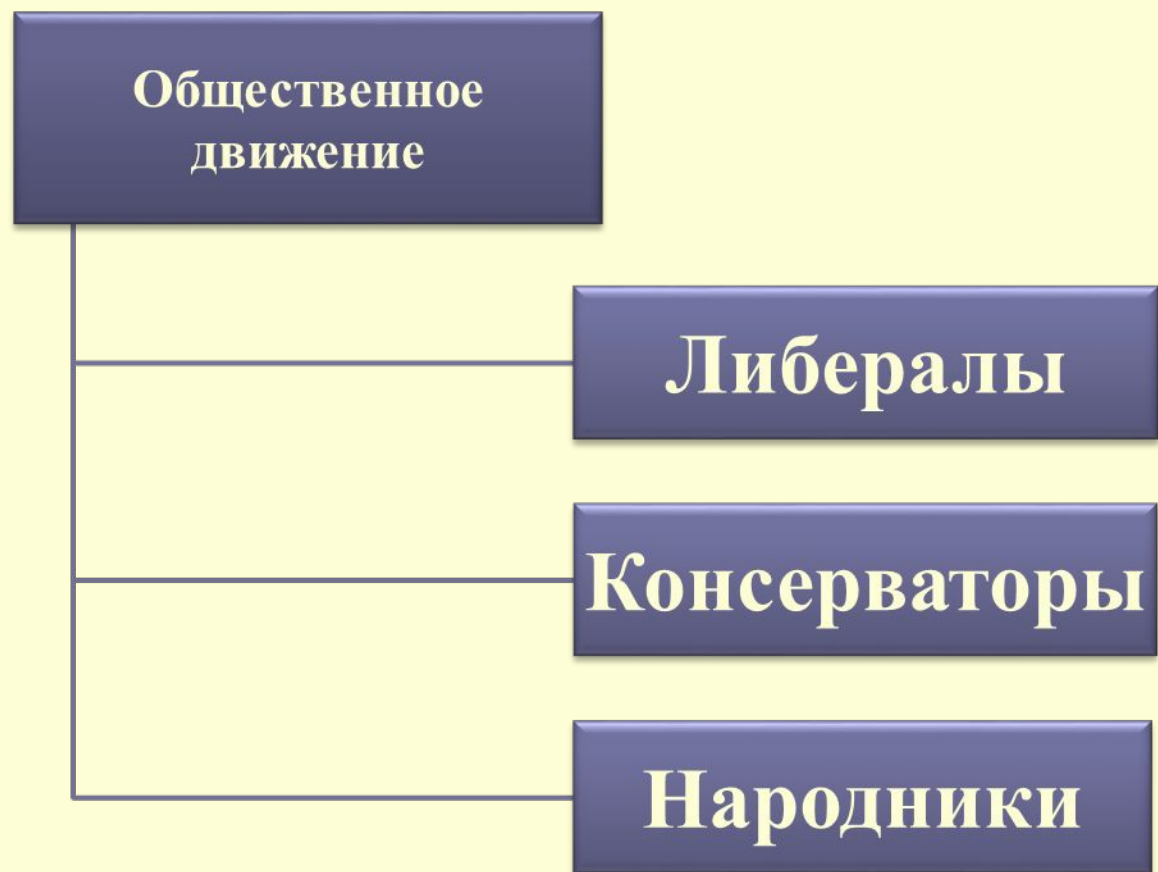 Общественное
движение
Либералы
Консерваторы
Народники